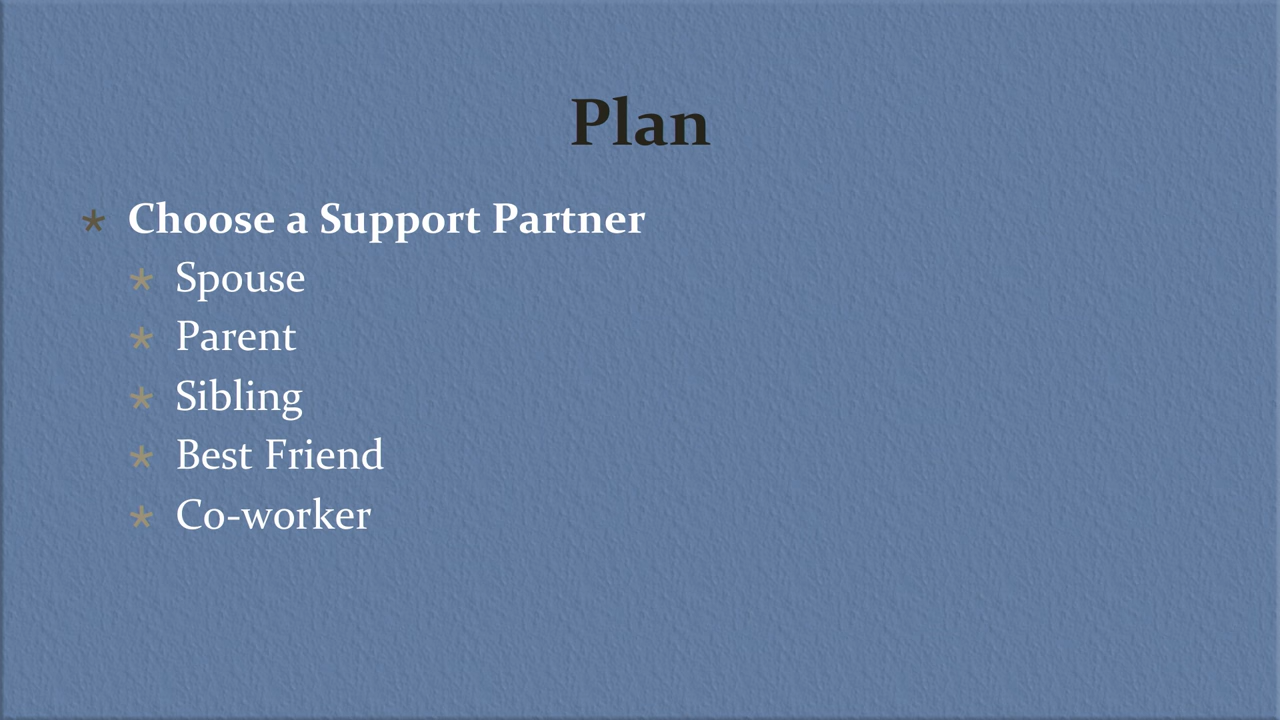 Plan
* Choose a Support Partner
* Spouse
* Parent
* Sibling
* Best Friend
* Co-worker